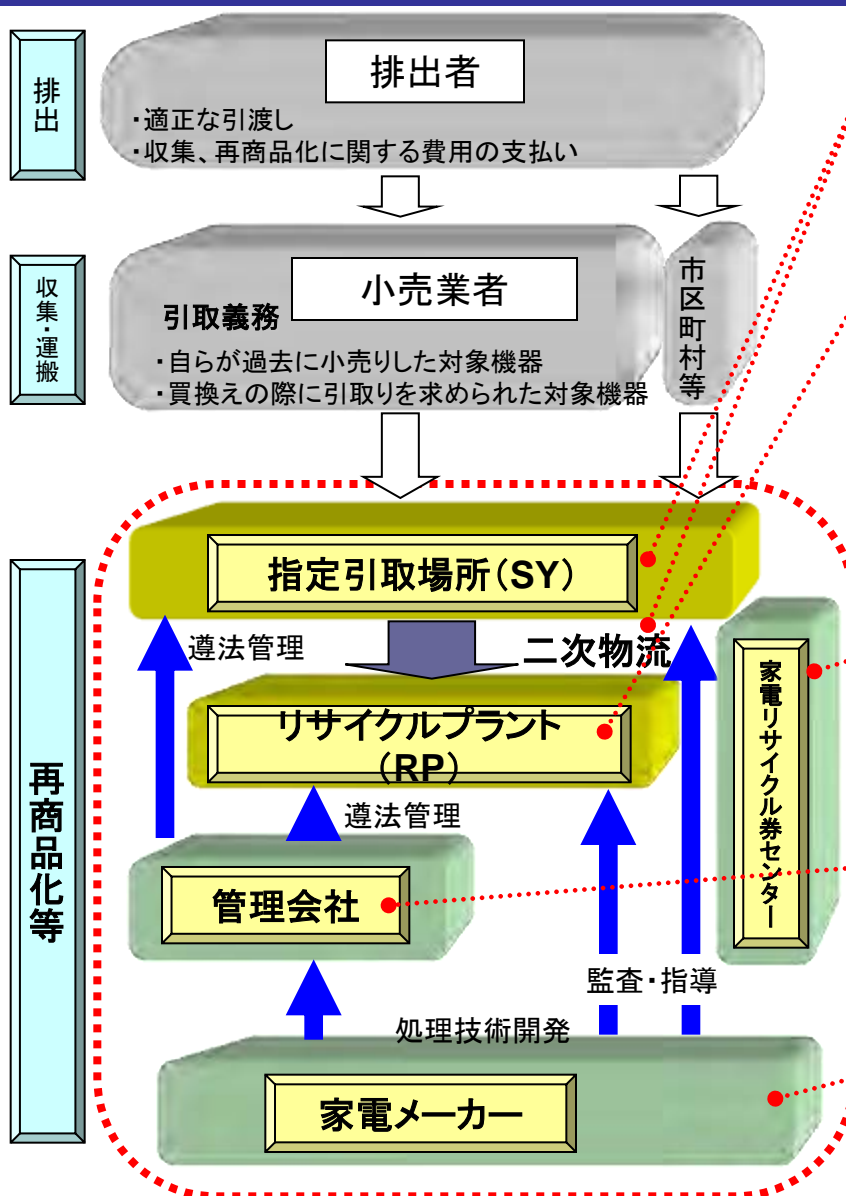 排出
排出者
・適正な引渡し
・収集、再商品化に関する費用の支払い
収集・運搬
小売業者
引取義務
・自らが過去に小売りした対象機器
・買換えの際に引取りを求められた対象機器
市区町村等
再商品化等
指定引取場所(SY)
遵法管理
二次物流
リサイクルプラント
(RP)
遵法管理
家電リサイクル券センター
管理会社
監査・指導
処理技術開発
家電メーカー